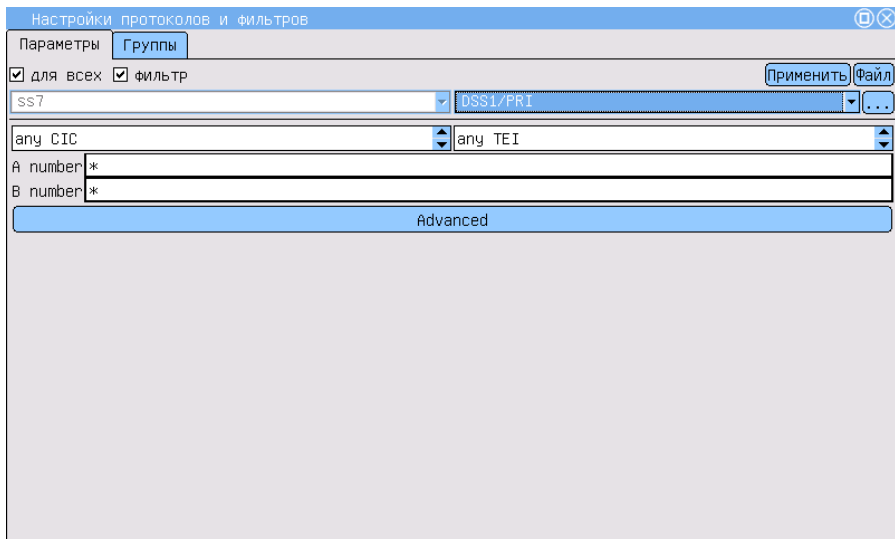 Настройки протоколов и фильтров
Параметры Группы
для всех фильтр Применить Файл
ss7 DSS1/PRI ...
any CIC any TEI
A number *
B number *
Advanced